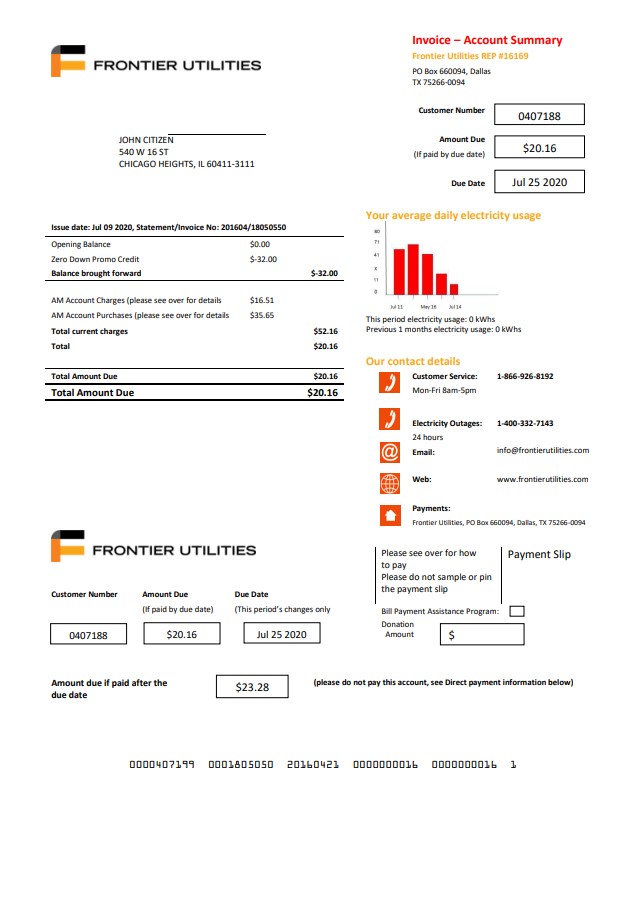 Invoice – Account Summary
FRONTIER UTILITIES
Frontier Utilities REP #16169
PO Box 660094, Dallas
TX 75266-0094
Customer Number
0407188
JOHN CITIZEN
540 W 16 ST
CHICAGO HEIGHTS, IL 60411-3111
Amount Due
(If paid by due date)
$20.16
Due Date
Jul 25 2020
Issue date: Jul 09 2020, Statement/Invoice No: 201604/18050550
Opening Balance $0.00
Zero Down Promo Credit $-32.00
Balance brought forward $-32.00
AM Account Charges (please see over for details $16.51
AM Account Purchases (please see over details $35.65
Total current charges $52.16
Total $20.16
Total Amount Due $20.16
Total Amount Due $20.16
Your average daily electricity usage
80
71
41
11
0
Jul 11 May 18 Jul 14
This period electricity usage: 0 kWhs
Previous 1 months electricity usage: 0 kWhs
Our contact details
Customer Service: 1-866-926-8192
Mon-Fri 8am-5pm
Electricity Outages: 1-400-332-7143
24 hours
Email: info@frontierutilities.com
Web: www.frontierutilities.com
Payments:
Frontier Utilities, PO Box 660094, Dallas, TX 75266-0094
FRONTIER UTILITIES
Please see over for how
to pay
Please do not sample or pin
the payment slip
Payment Slip
Customer Number Amount Due Due Date
(If paid by due date) (This period's changes only
0407188 $20.16 Jul 25 2020
Bill Payment Assistance Program:
Donation
Amount
$
Amount due if paid after the
due date
$23.28
(please do not pay this account, see Direct payment information below)
0000407199 0001805050 20160421 0000000016 0000000016 1